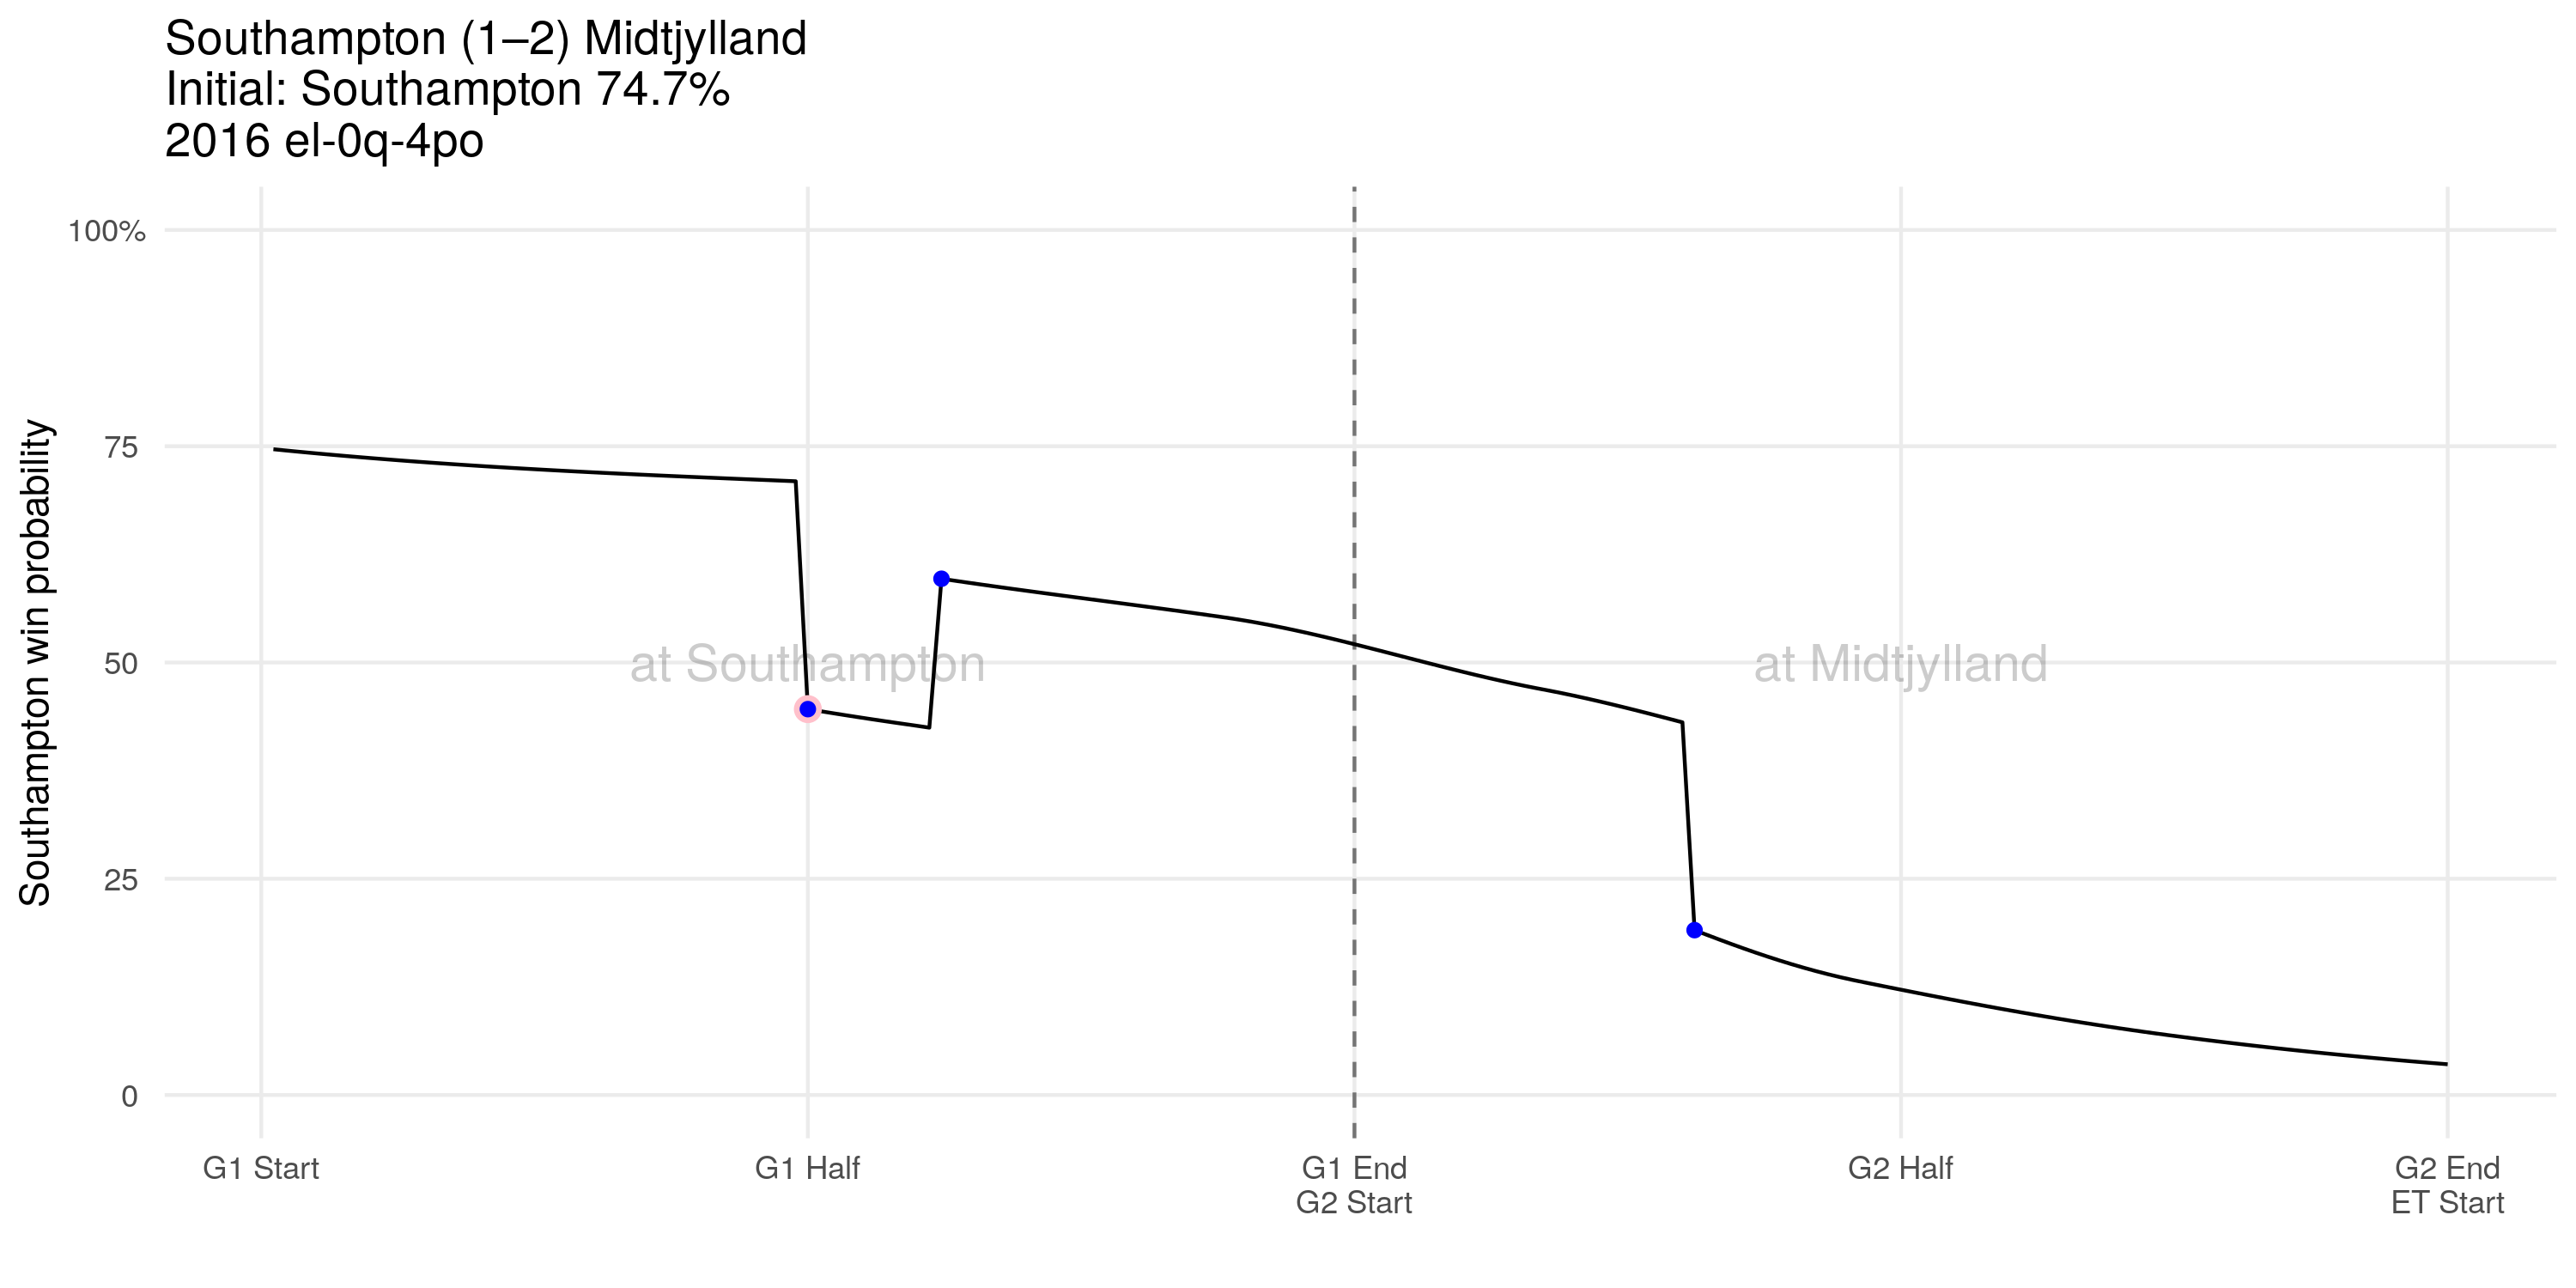 Southampton (1–2) Midtjylland
Initial: Southampton 74.7%
2016 el-0q-4po
Southampton win probability
100%
75
50
25
0
at Southampton
at Midtjylland
G1 Start
G1 Half
G1 End
G2 Start
G2 Half
G2 End
ET Start